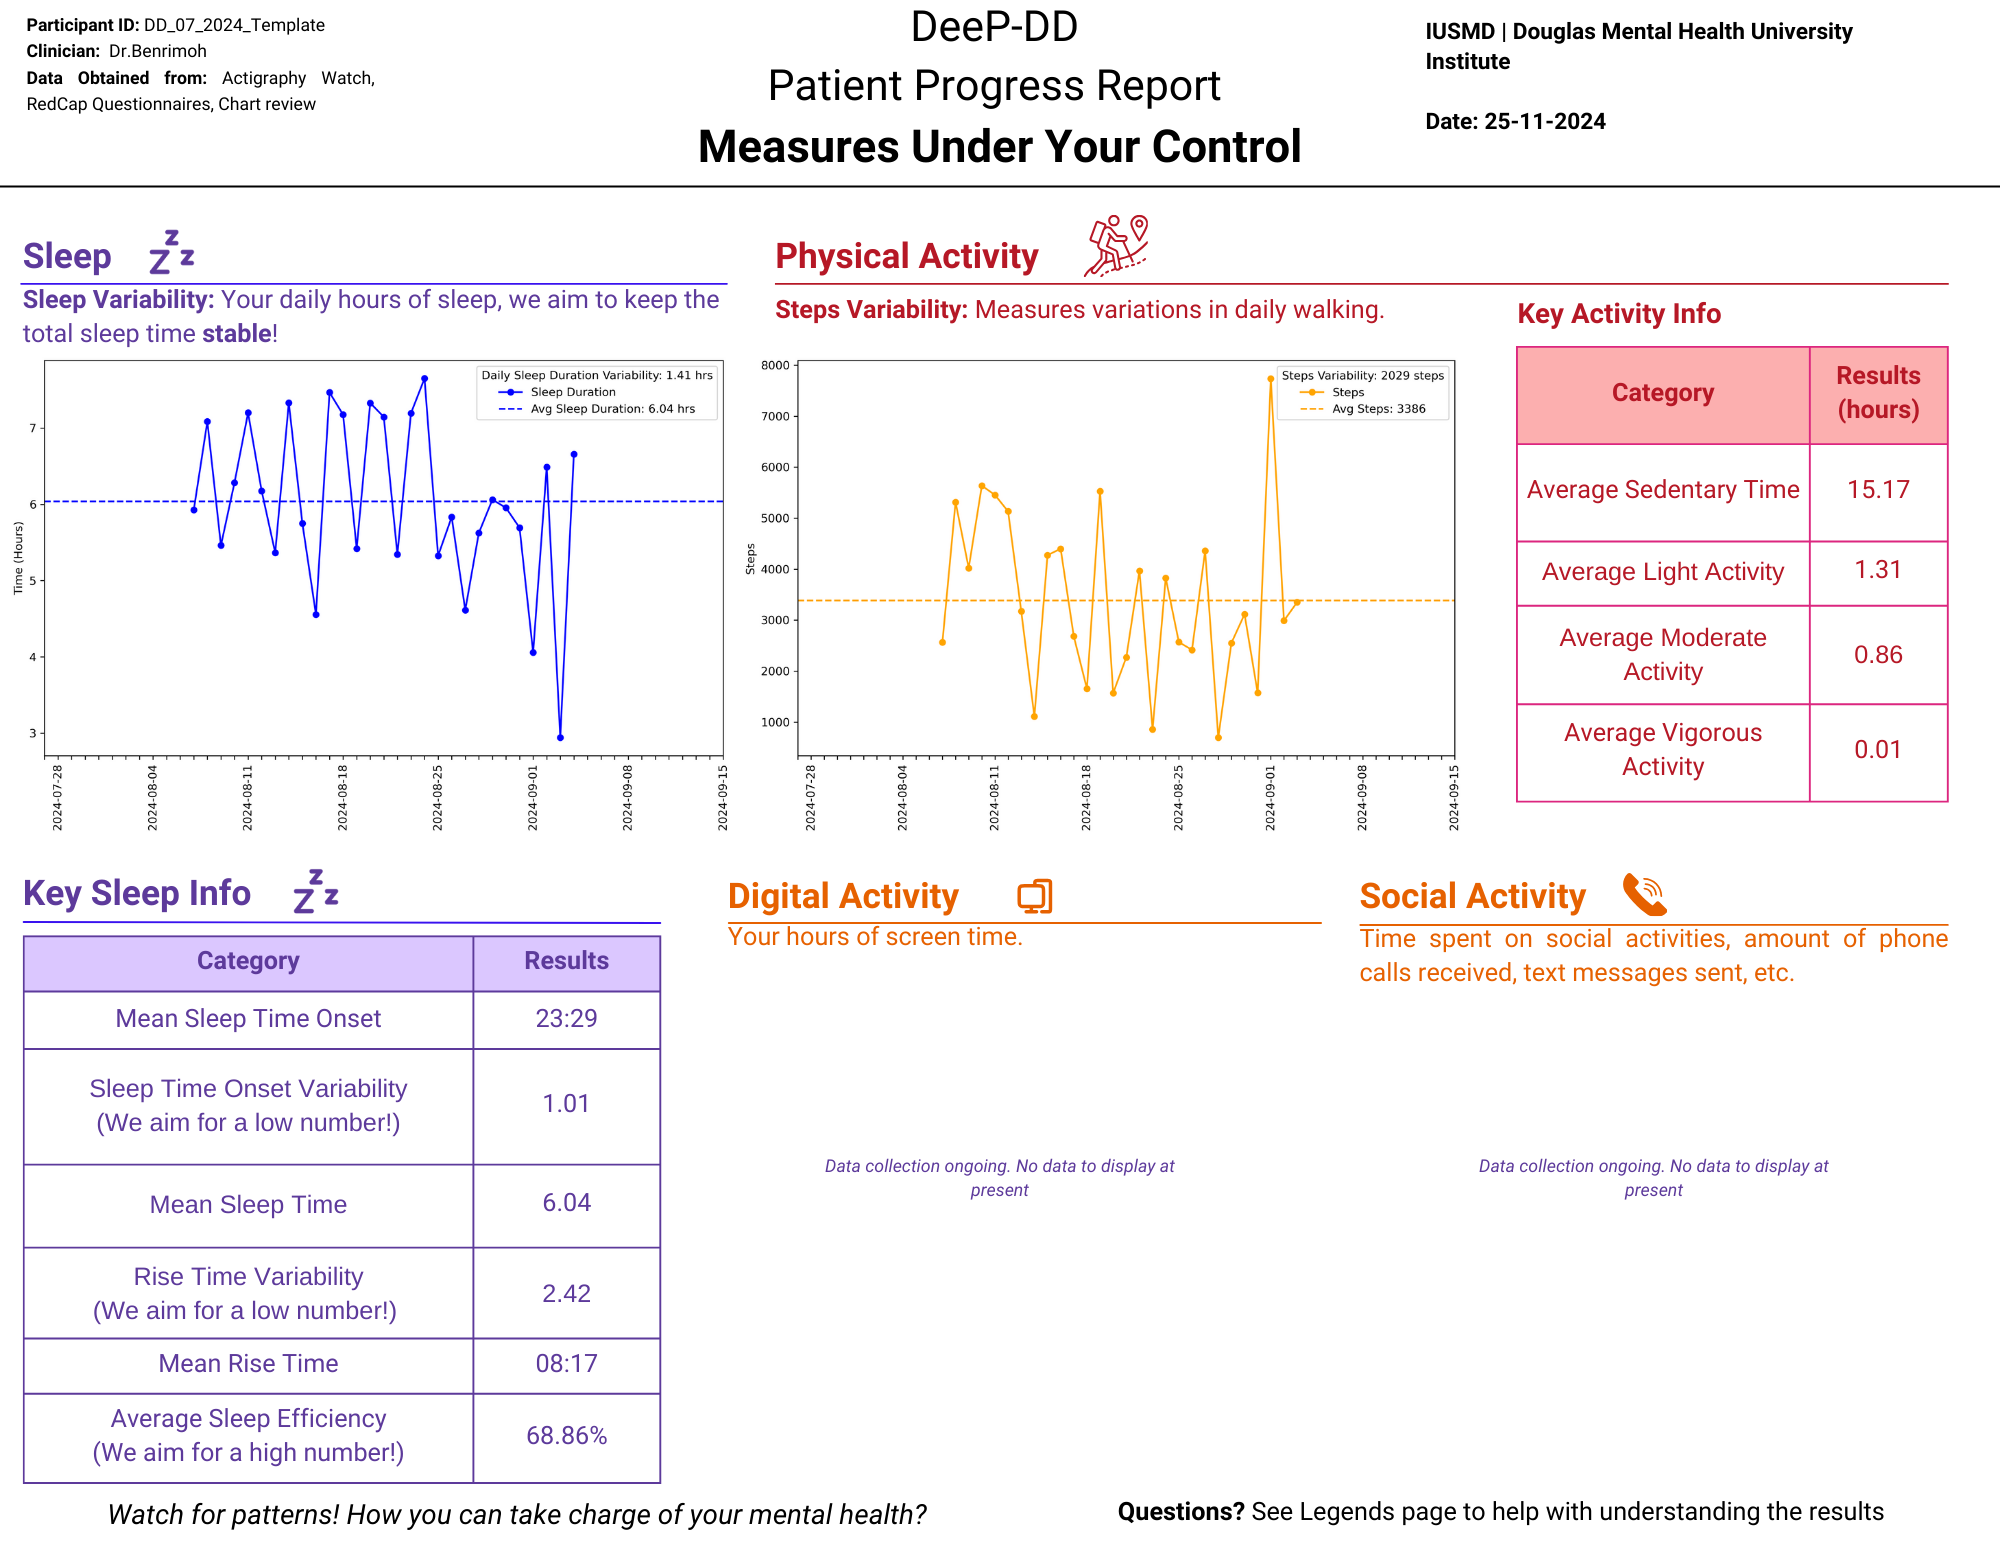 Participant ID: DD_07_2024_Template
Clinician: Dr.Benrimoh
Data Obtained from: Actigraphy Watch,
RedCap Questionnaires, Chart review
DeeP-DD
Patient Progress Report
Measures Under Your Control
IUSMD | Douglas Mental Health University
Institute
Date: 25-11-2024
Sleep
Sleep Variability: Your daily hours of sleep, we aim to keep the
total sleep time stable!
Daily Sleep Duration Variability: 1.41 hrs
Sleep Duration
Avg Sleep Duration: 6.04 hrs
Time (Hours)
7
6
5
4
3
2024-07-28
2024-08-04
2024-08-11
2024-08-18
2024-08-25
2024-09-01
2024-09-08
2024-09-15
Physical Activity
Steps Variability: Measures variations in daily walking.
Steps Variability: 2029 steps
Steps
Avg Steps: 3386
Steps
8000
7000
6000
5000
4000
3000
2000
1000
2024-07-28
2024-08-04
2024-08-11
2024-08-18
2024-08-25
2024-09-01
2024-09-08
2024-09-15
Key Activity Info
Category
Results
(hours)
Average Sedentary Time
15.17
Average Light Activity
1.31
Average Moderate
Activity
0.86
Average Vigorous
Activity
0.01
Key Sleep Info
Category
Results
Mean Sleep Time Onset
23:29
Sleep Time Onset Variability
(We aim for a low number!)
1.01
Mean Sleep Time
6.04
Rise Time Variability
(We aim for a low number!)
2.42
Mean Rise Time
08:17
Average Sleep Efficiency
(We aim for a high number!)
68.86%
Digital Activity
Your hours of screen time.
Data collection ongoing. No data to display at
present
Social Activity
Time spent on social activities, amount of phone
calls received, text messages sent, etc.
Data collection ongoing. No data to display at
present
Watch for patterns! How you can take charge of your mental health?
Questions? See Legends page to help with understanding the results